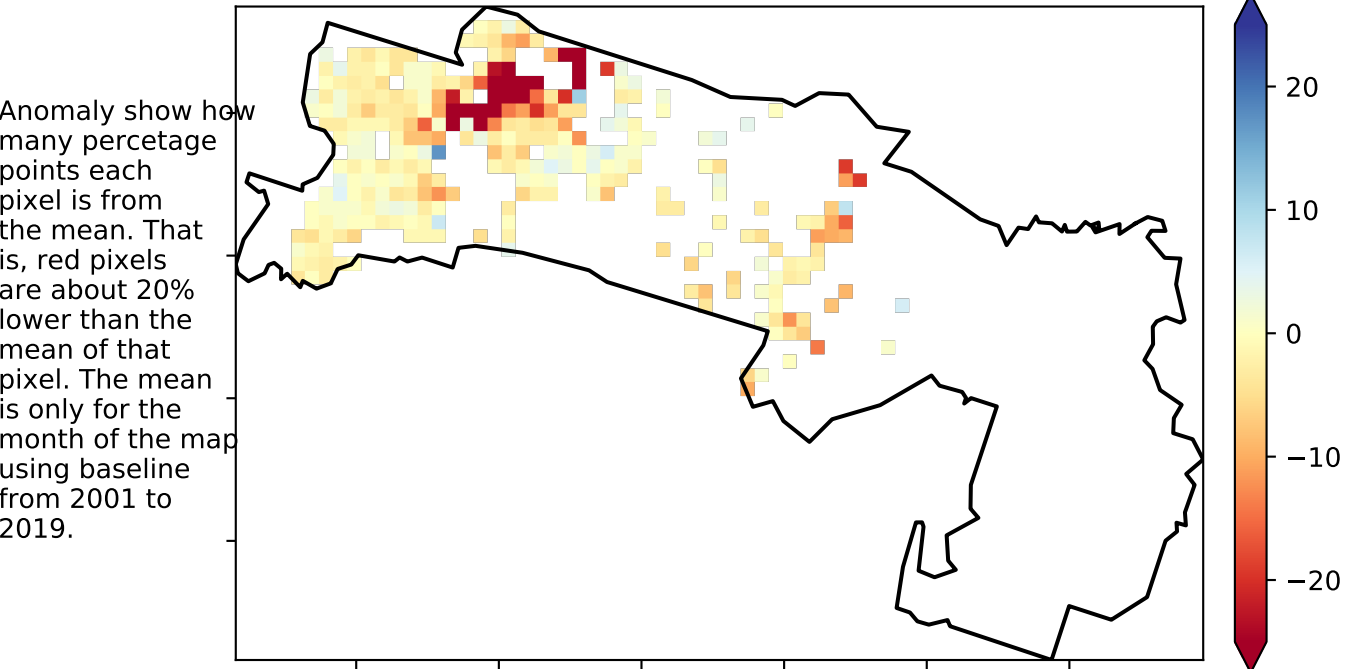 Anomaly show how
many percetage
points each
pixel is from
the mean. That
is, red pixels
are about 20%
lower than the
mean of that
pixel. The mean
is only for the
month of the map
using baseline
from 2001 to
2019.
20
10
0
−10
−20